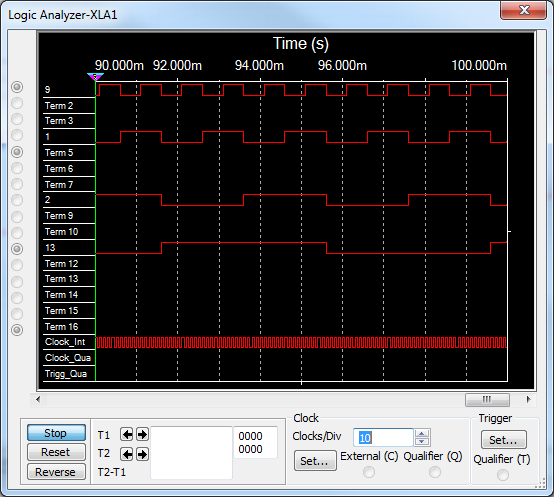 Logic Analyzer-XLA1
Time (s)
90.000m 92.000m 94.000m 96.000m 100.000m
9
Term 2
Term 3
1
Term 5
Term 6
Term 7
2
Term 9
Term 10
13
Term 12
Term 13
Term 14
Term 15
Term 16
Clock_Int
Clock_Qua
Trigg_Qua
Stop
Reset
Reverse
T1
T2
T2-T1
0000
0000
Clock
Clocks/Div 10
Set...
External (C) Qualifier (Q)
Trigger
Set...
Qualifier (T)